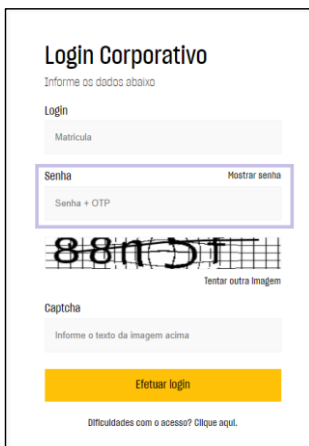 Login Corporativo
Informe os dados abaixo
Login
Matrícula
Senha Mostrar senha
Senha + OTP
Tentar outra Imagem
Captcha
Informe o texto da imagem acima
Efetuar login
Dificuldades com o acesso? Clique aqui.